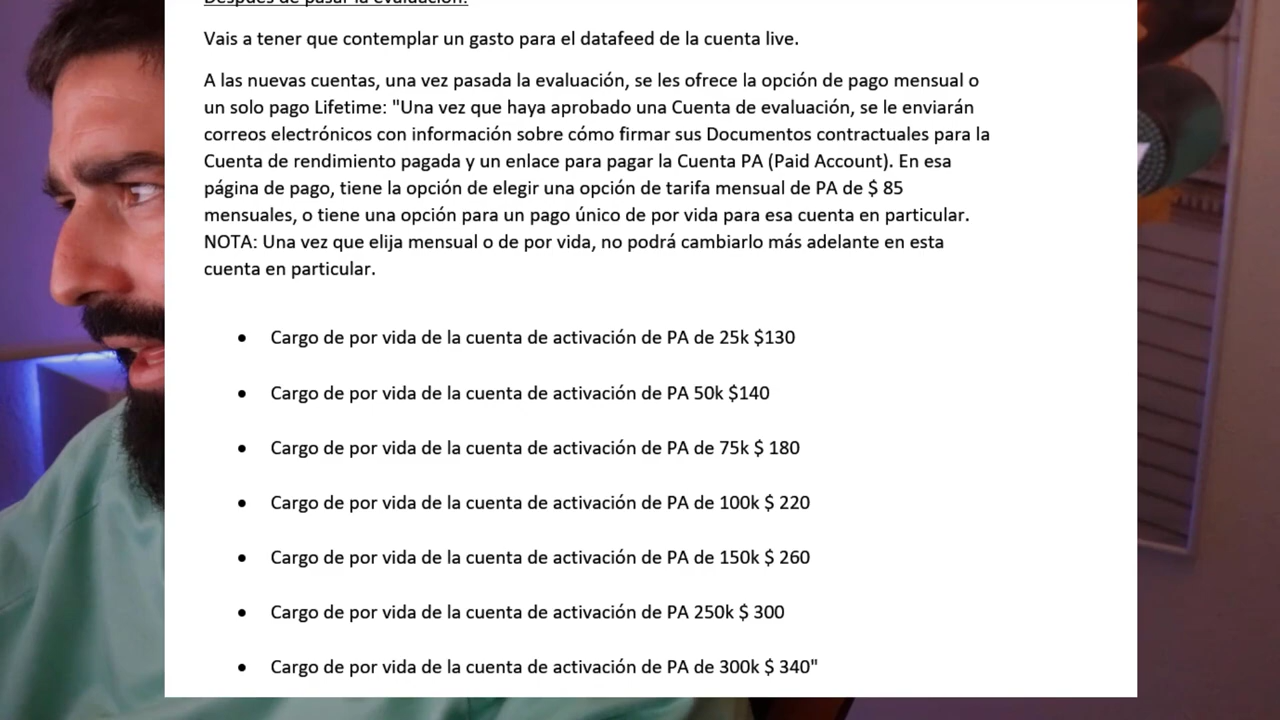 Después de pasar la evaluación:
Vais a tener que contemplar un gasto para el datafeed de la cuenta live.
A las nuevas cuentas, una vez pasada la evaluación, se les ofrece la opción de pago mensual o
un solo pago Lifetime: "Una vez que haya aprobado una Cuenta de evaluación, se le enviarán
correos electrónicos con información sobre cómo firmar sus Documentos contractuales para la
Cuenta de rendimiento pagada y un enlace para pagar la Cuenta PA (Paid Account). En esa
página de pago, tiene la opción de elegir una opción de tarifa mensual de PA de $ 85
mensuales, o tiene una opción para un pago único de por vida para esa cuenta en particular.
NOTA: Una vez que elija mensual o de por vida, no podrá cambiarlo más adelante en esta
cuenta en particular.
• Cargo de por vida de la cuenta de activación de PA de 25k $130
• Cargo de por vida de la cuenta de activación de PA 50k $140
• Cargo de por vida de la cuenta de activación de PA de 75k $ 180
• Cargo de por vida de la cuenta de activación de PA de 100k $ 220
• Cargo de por vida de la cuenta de activación de PA de 150k $ 260
• Cargo de por vida de la cuenta de activación de PA 250k $ 300
• Cargo de por vida de la cuenta de activación de PA de 300k $ 340"